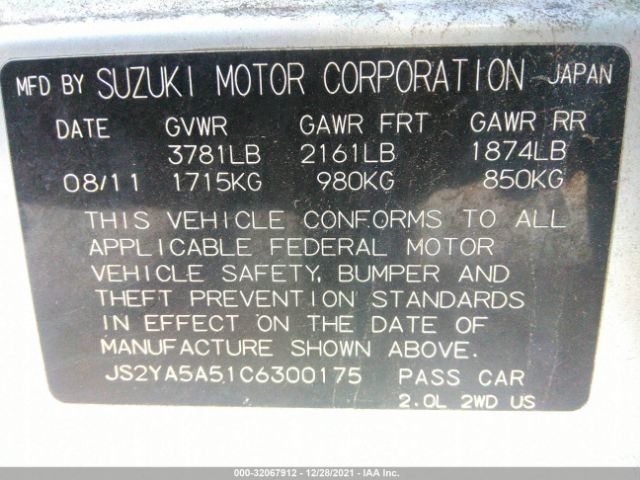 MFD BY SUZUKI MOTOR CORPORATION JAPAN
DATE GVWR GAWR FRT GAWR RR
3781LB 2161LB 1874LB
08/11 1715KG 980KG 850KG
THIS VEHICLE CONFORMS TO ALL
APPLICABLE FEDERAL MOTOR
VEHICLE SAFETY, BUMPER AND
THEFT PREVENTION STANDARDS
IN EFFECT ON THE DATE OF
MANUFACTURE SHOWN ABOVE.
JS2YA5A51C6300175 PASS CAR
2.0L 2WD US
000-32067912 - 12/28/2021 - IAAI.COM